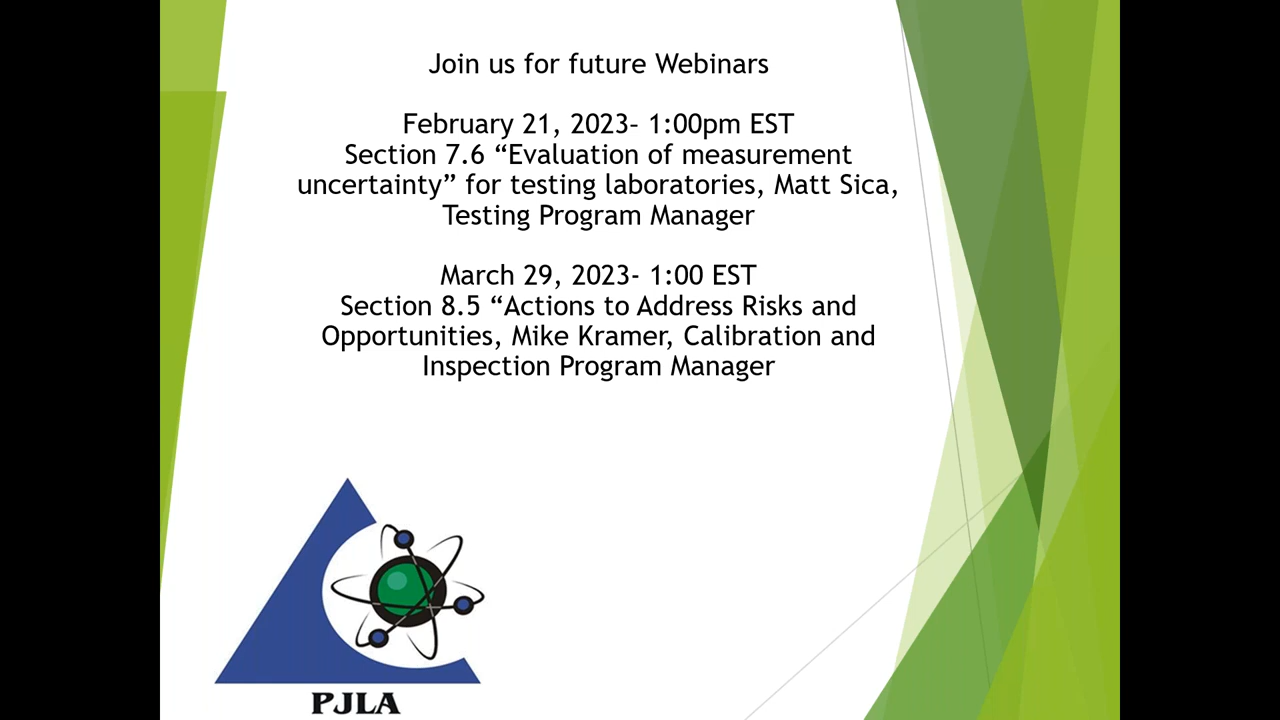 Join us for future Webinars
February 21, 2023– 1:00pm EST
Section 7.6 “Evaluation of measurement
uncertainty” for testing laboratories, Matt Sica,
Testing Program Manager
March 29, 2023- 1:00 EST
Section 8.5 “Actions to Address Risks and
Opportunities, Mike Kramer, Calibration and
Inspection Program Manager
PJLA